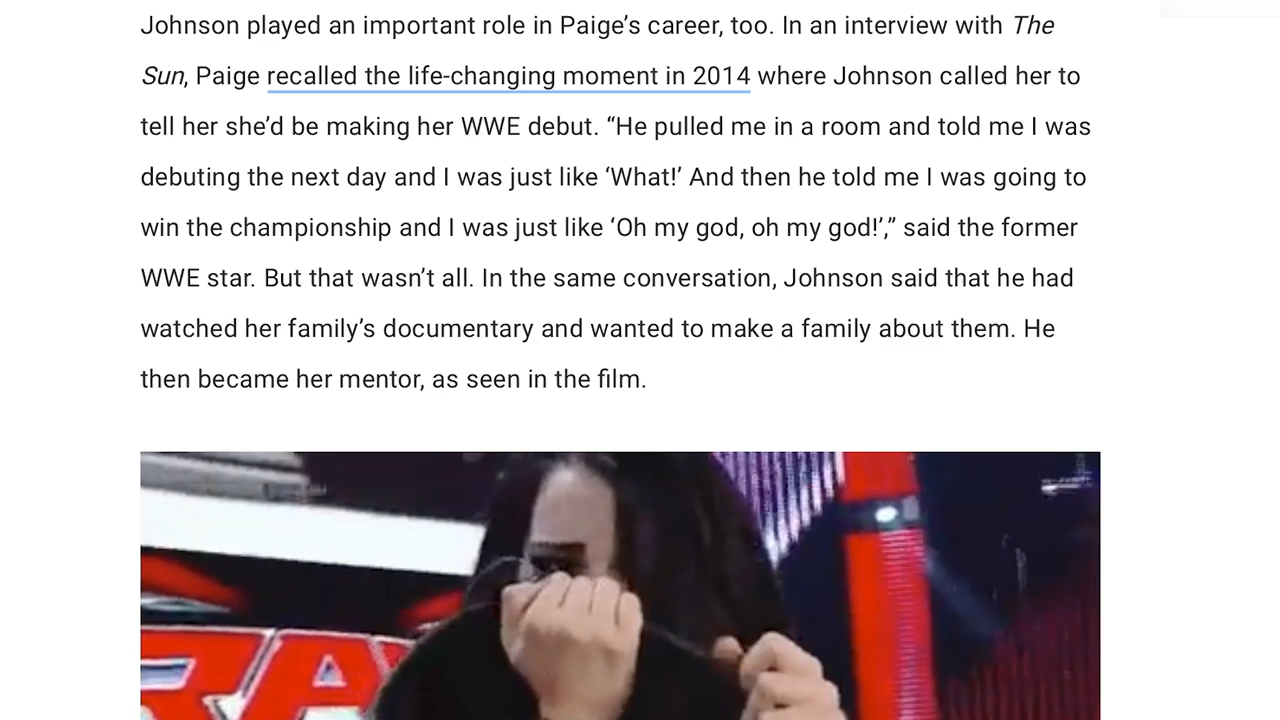 Johnson played an important role in Paige’s career, too. In an interview with The
Sun, Paige recalled the life-changing moment in 2014 where Johnson called her to
tell her she’d be making her WWE debut. “He pulled me in a room and told me I was
debuting the next day and I was just like ‘What!’ And then he told me I was going to
win the championship and I was just like ‘Oh my god, oh my god!’,” said the former
WWE star. But that wasn’t all. In the same conversation, Johnson said that he had
watched her family’s documentary and wanted to make a family about them. He
then became her mentor, as seen in the film.
RAW